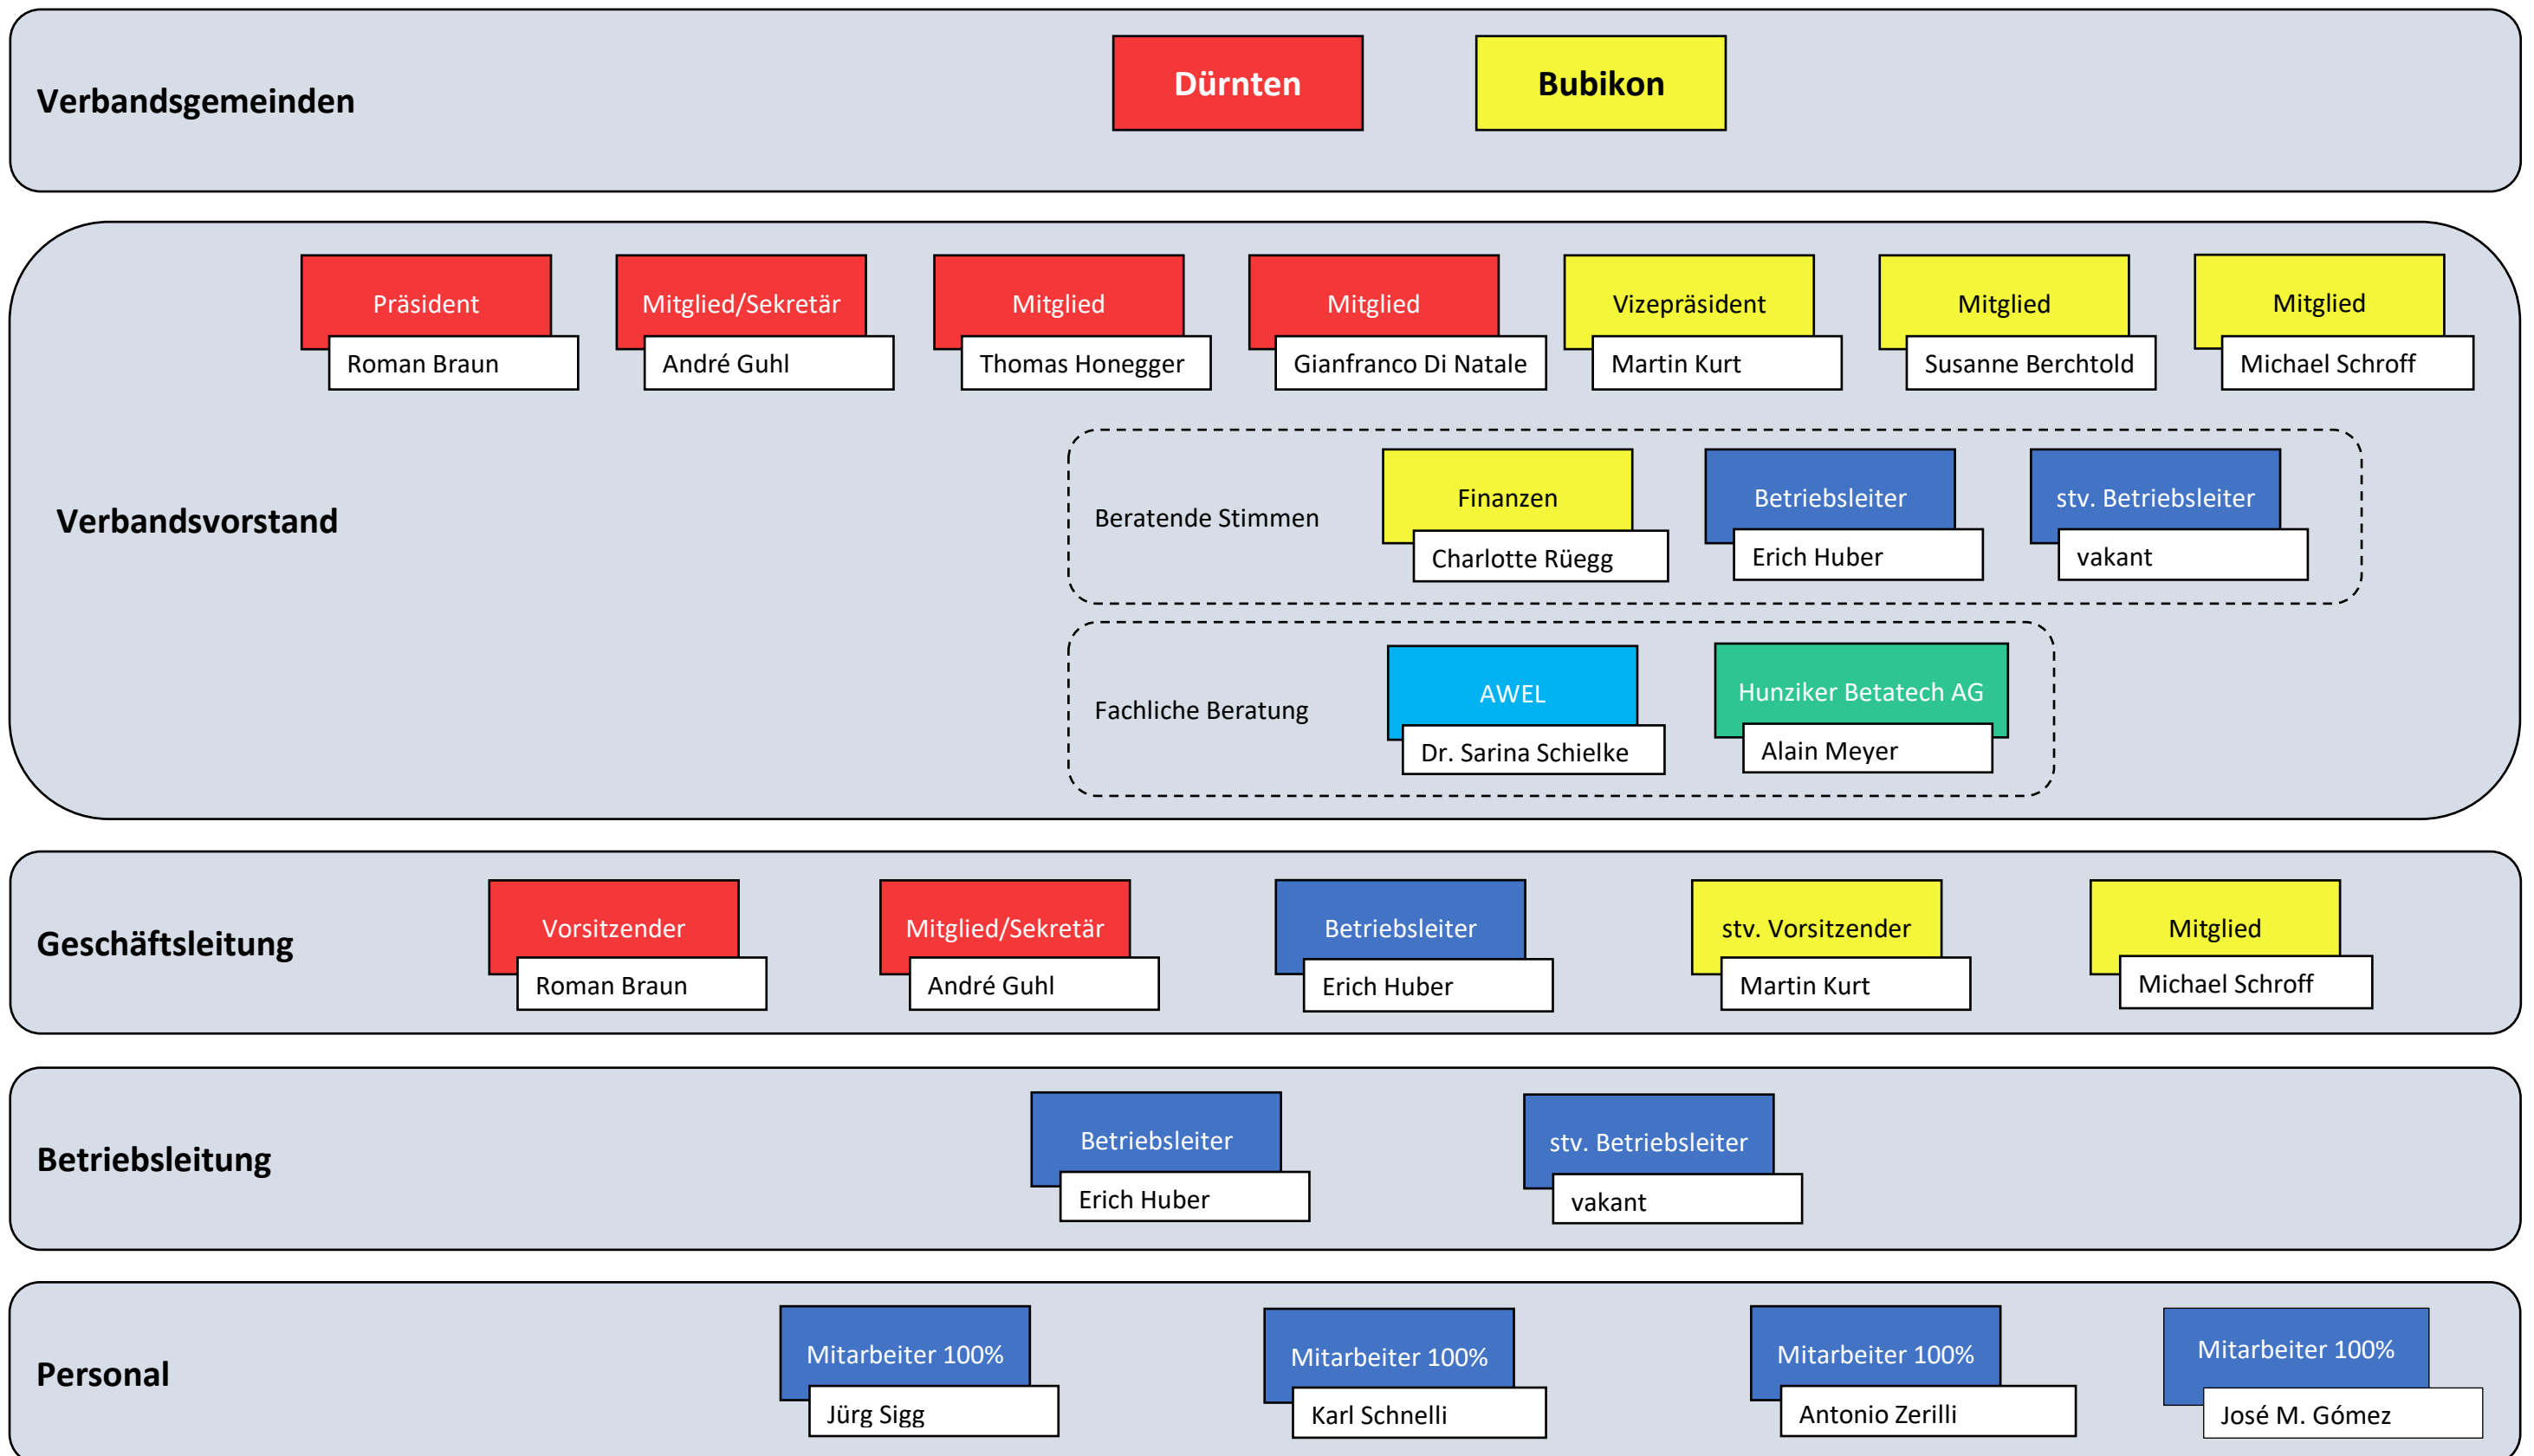 Verbandsgemeinden
Dürnten
Bubikon
Präsident
Roman Braun
Mitglied/Sekretär
André Guhl
Mitglied
Thomas Honegger
Mitglied
Gianfranco Di Natale
Vizepräsident
Martin Kurt
Mitglied
Susanne Berchtold
Mitglied
Michael Schroff
Verbandsvorstand
Beratende Stimmen
Finanzen
Charlotte Rüegg
Betriebsleiter
Erich Huber
stv. Betriebsleiter
vakant
Fachliche Beratung
AWEL
Dr. Sarina Schielke
Hunziker Betatech AG
Alain Meyer
Geschäftsleitung
Vorsitzender
Roman Braun
Mitglied/Sekretär
André Guhl
Betriebsleiter
Erich Huber
stv. Vorsitzender
Martin Kurt
Mitglied
Michael Schroff
Betriebsleitung
Betriebsleiter
Erich Huber
stv. Betriebsleiter
vakant
Personal
Mitarbeiter 100%
Jürg Sigg
Mitarbeiter 100%
Karl Schnelli
Mitarbeiter 100%
Antonio Zerilli
Mitarbeiter 100%
José M. Gómez